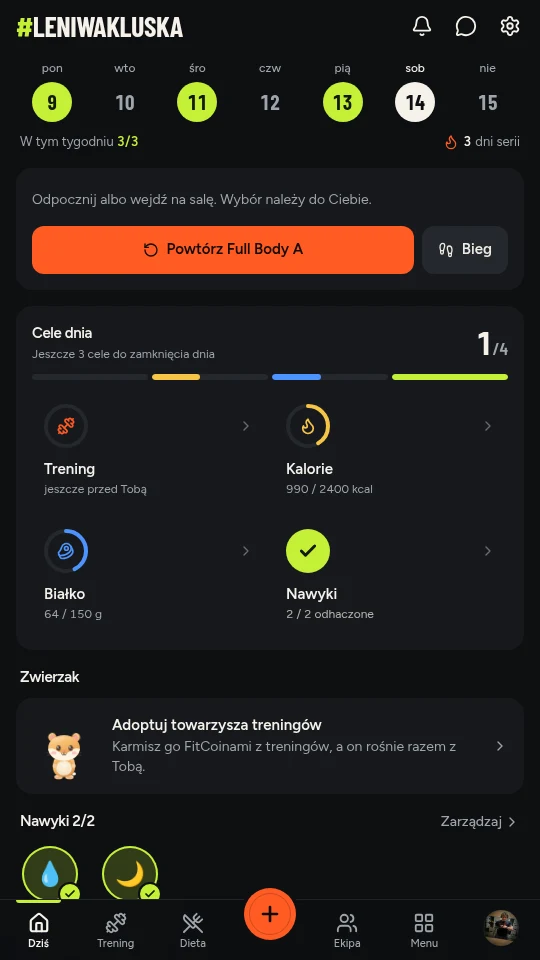 #LENIWAKLUSKA
pon wto śro czw pią sob nie
9 10 11 12 13 14 15
W tym tygodniu 3/3
3 dni serii
Odpocznij albo wejdź na salę. Wybór należy do Ciebie.
Powtórz Full Body A
Bieg
Cele dnia
Jeszcze 3 cele do zamknięcia dnia
1/4
Trening
jeszcze przed Tobą
Kalorie
990 / 2400 kcal
Białko
64 / 150 g
Nawyki
2 / 2 odhaczone
Zwierzak
Adoptuj towarzysza treningów
Karmisz go FitCoinami z treningów, a on rośnie razem z
Tobą.
Nawyki 2/2
Zarządzaj
Dziś
Trening
Dieta
Ekipa
Menu